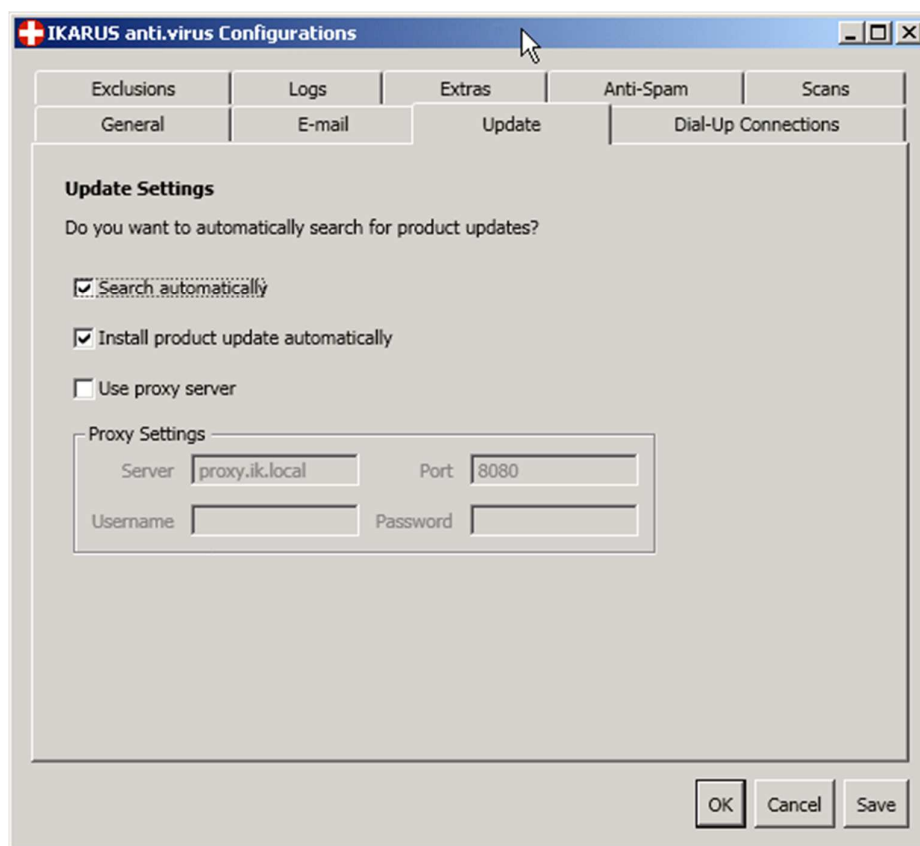 IKARUS anti.virus Configurations
Exclusions Logs Extras Anti-Spam Scans
General E-mail Update Dial-Up Connections
Update Settings
Do you want to automatically search for product updates?
Search automatically
Install product update automatically
Use proxy server
Proxy Settings
Server proxy.ik.local Port 8080
Username Password
OK Cancel Save